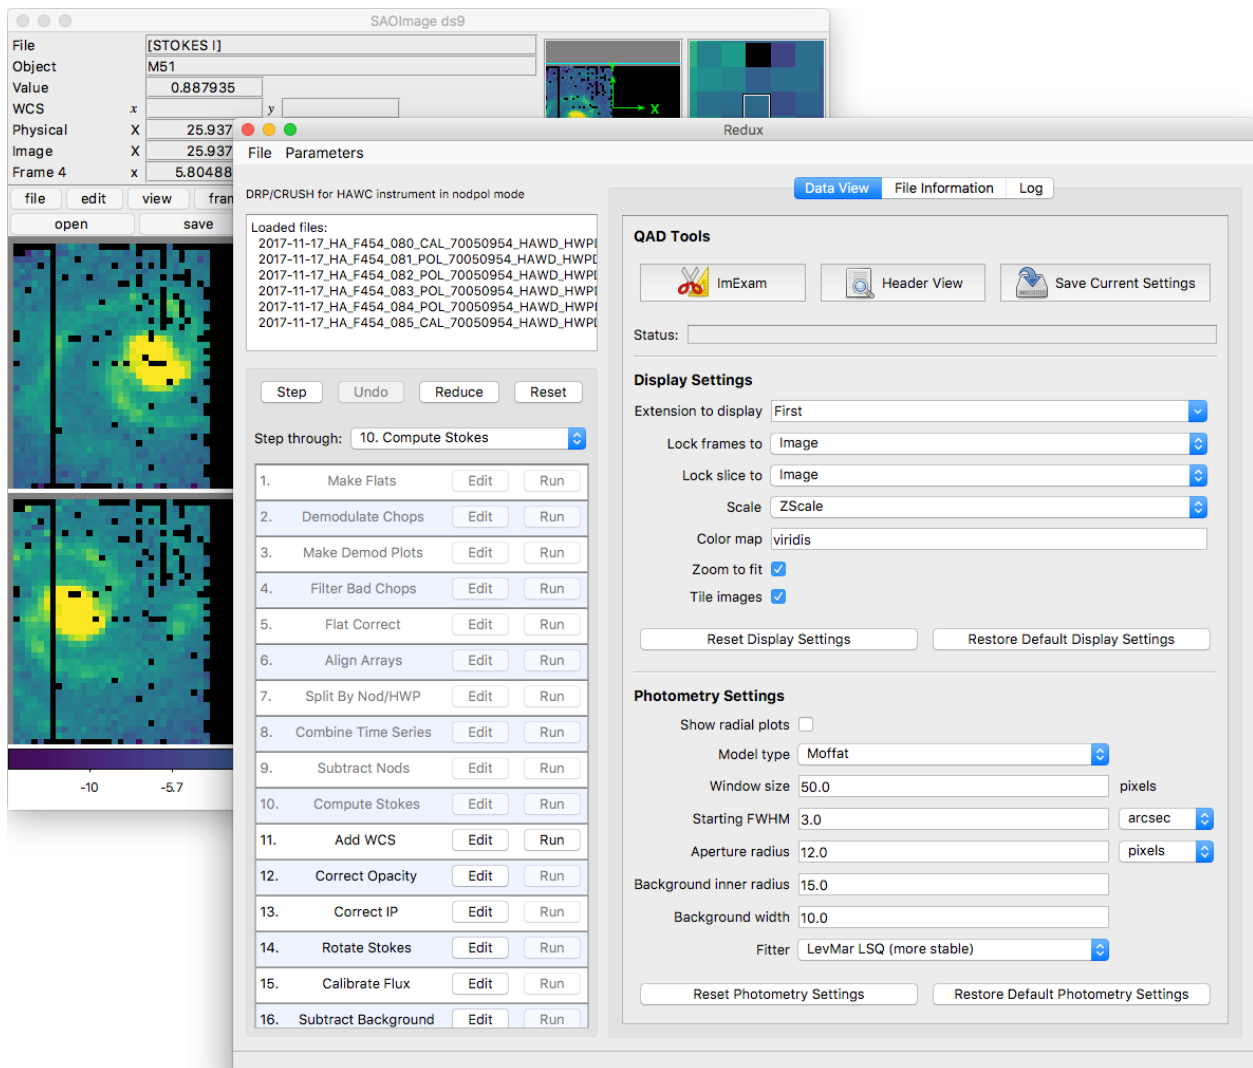 SAOImage ds9
File [STOKES I]
Object M51
Value 0.887935
WCS x y
Physical X 25.937
Image X 25.937
Frame 4 x 5.80488
file edit view fran
open save
Y
X
-10 -5.7
Redux
File Parameters
DRP/CRUSH for HAWC instrument in nodpol mode
Loaded files:
2017-11-17_HA_F454_080_CAL_70050954_HAWD_HWPD
2017-11-17_HA_F454_081_POL_70050954_HAWD_HWPD
2017-11-17_HA_F454_082_POL_70050954_HAWD_HWPD
2017-11-17_HA_F454_083_POL_70050954_HAWD_HWPD
2017-11-17_HA_F454_084_POL_70050954_HAWD_HWPD
2017-11-17_HA_F454_085_CAL_70050954_HAWD_HWPD
Step Undo Reduce Reset
Step through: 10. Compute Stokes
1. Make Flats Edit Run
2. Demodulate Chops Edit Run
3. Make Demod Plots Edit Run
4. Filter Bad Chops Edit Run
5. Flat Correct Edit Run
6. Align Arrays Edit Run
7. Split By Nod/HWP Edit Run
8. Combine Time Series Edit Run
9. Subtract Nods Edit Run
10. Compute Stokes Edit Run
11. Add WCS Edit Run
12. Correct Opacity Edit Run
13. Correct IP Edit Run
14. Rotate Stokes Edit Run
15. Calibrate Flux Edit Run
16. Subtract Background Edit Run
Data View File Information Log
QAD Tools
ImExam Header View Save Current Settings
Status:
Display Settings
Extension to display First
Lock frames to Image
Lock slice to Image
Scale ZScale
Color map viridis
Zoom to fit
Tile images
Reset Display Settings Restore Default Display Settings
Photometry Settings
Show radial plots
Model type Moffat
Window size 50.0 pixels
Starting FWHM 3.0 arcsec
Aperture radius 12.0 pixels
Background inner radius 15.0
Background width 10.0
Fitter LevMar LSQ (more stable)
Reset Photometry Settings Restore Default Photometry Settings